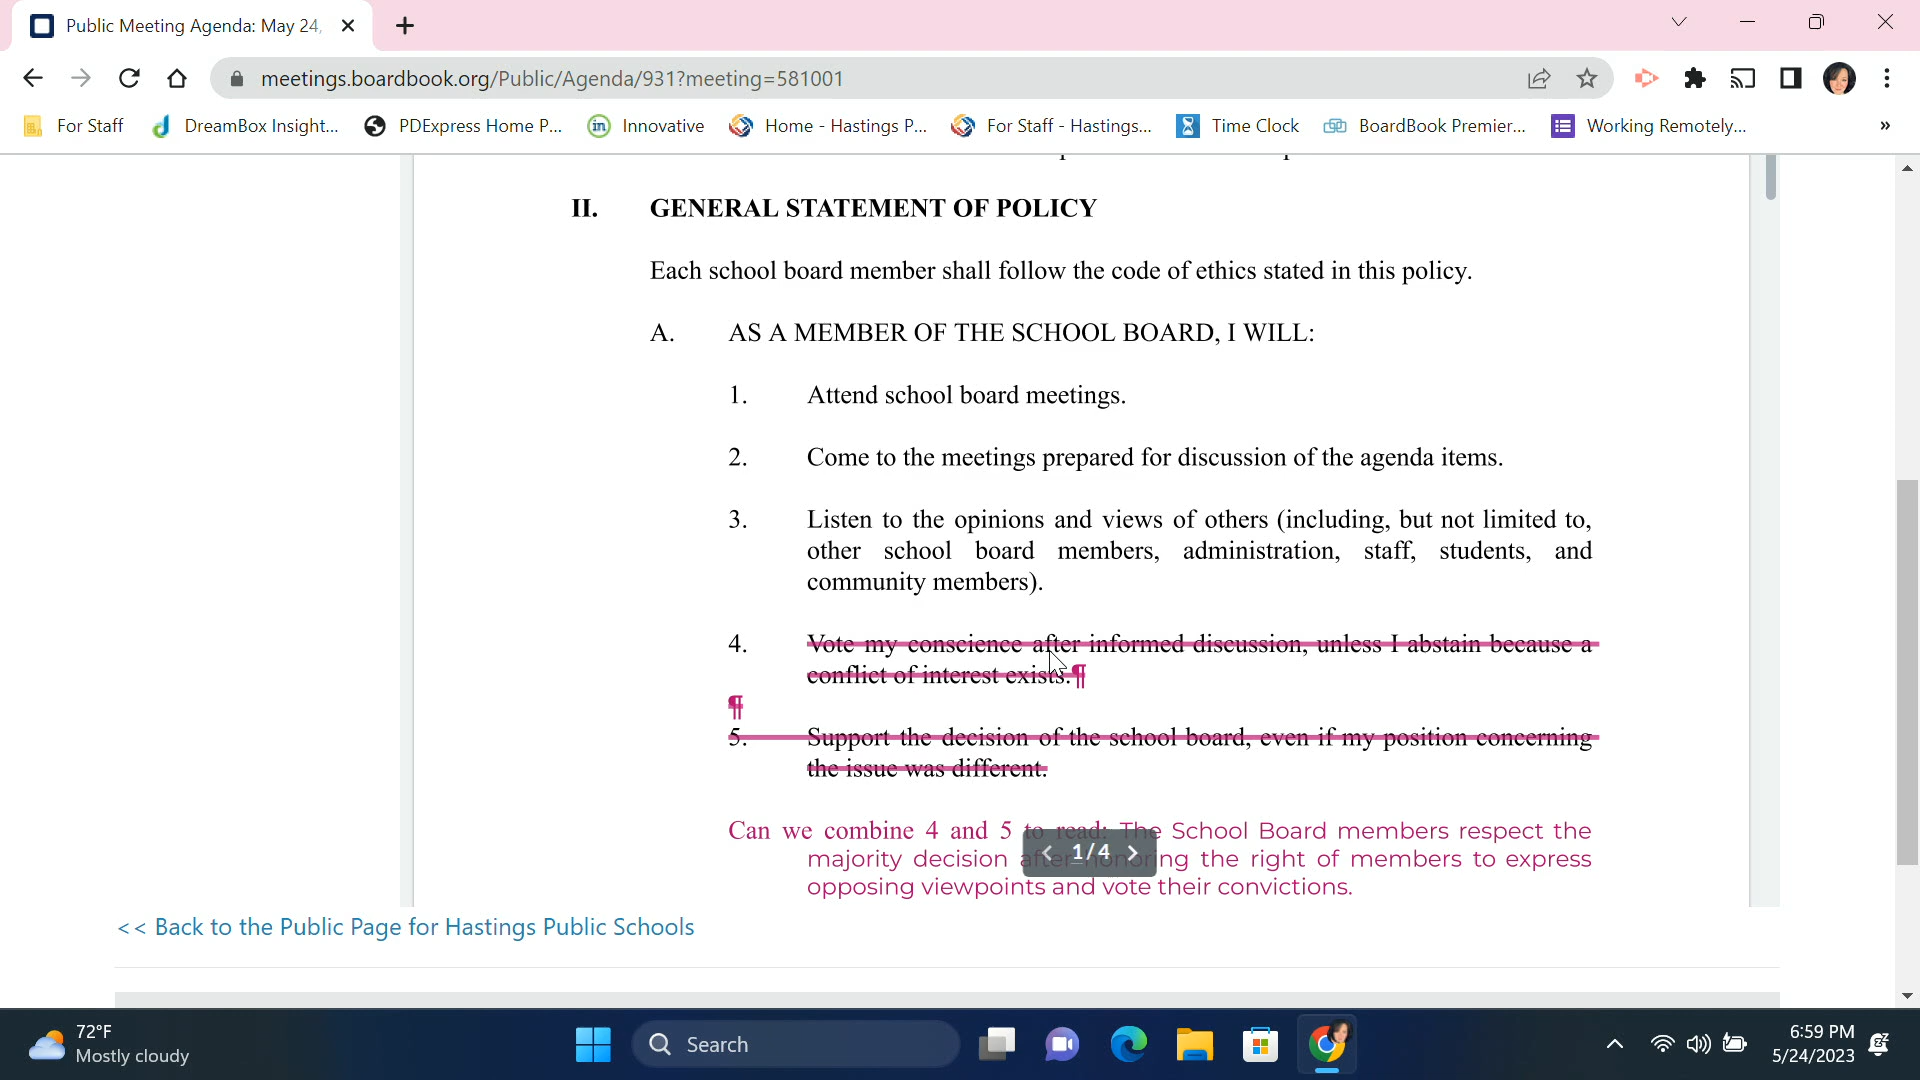 Public Meeting Agenda: May 24,
meetings.boardbook.org/Public/Agenda/931?meeting=581001
For Staff
DreamBox Insight...
PDExpress Home P...
in
Innovative
Home - Hastings P...
For Staff - Hastings...
Time Clock
BoardBook Premier...
Working Remotely...
»
II. GENERAL STATEMENT OF POLICY
Each school board member shall follow the code of ethics stated in this policy.
A. AS A MEMBER OF THE SCHOOL BOARD, I WILL:
1. Attend school board meetings.
2. Come to the meetings prepared for discussion of the agenda items.
3. Listen to the opinions and views of others (including, but not limited to,
other school board members, administration, staff, students, and
community members).
4. Vote my conscience after informed discussion, unless I abstain because a
conflict of interest exists.¶
¶
5. Support the decision of the school board, even if my position concerning
the issue was different.
Can we combine 4 and 5 to read: The School Board members respect the
majority decision after honoring the right of members to express
opposing viewpoints and vote their convictions.
1/4
<< Back to the Public Page for Hastings Public Schools
72°F
Mostly cloudy
Search
6:59 PM
5/24/2023